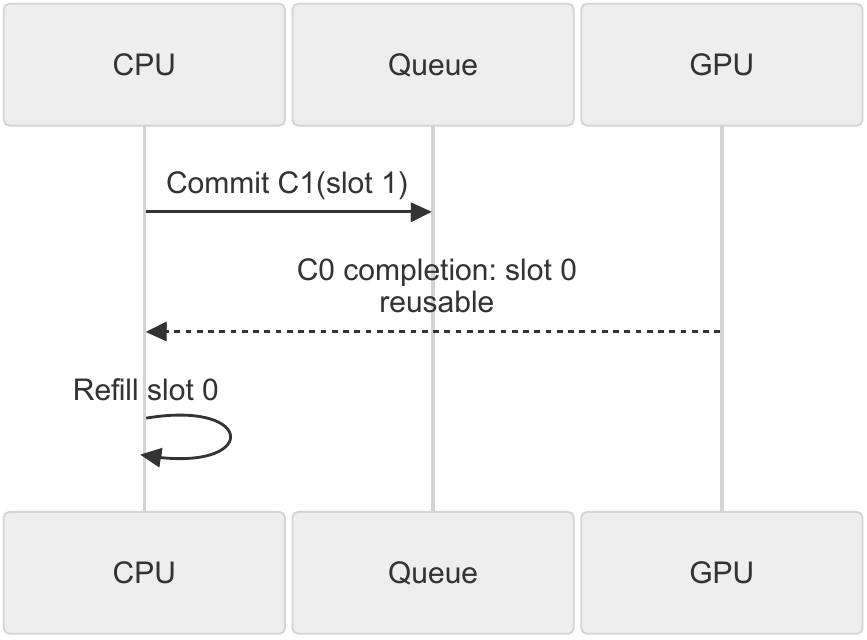 CPU
Queue
GPU
Commit C1(slot 1)
C0 completion: slot 0
reusable
Refill slot 0
CPU
Queue
GPU